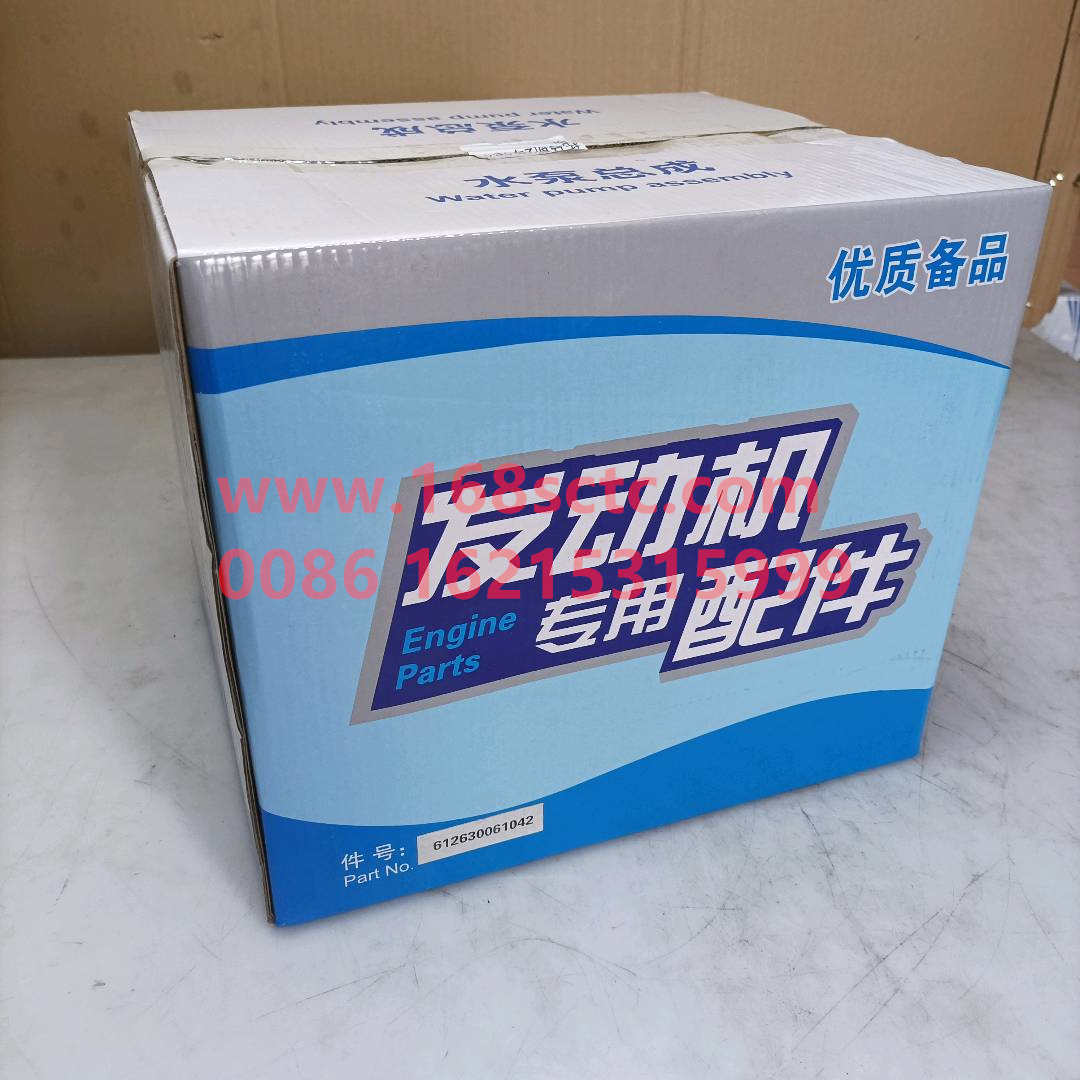 Water pump assembly
水泵总成
水泵总成
Water pump assembly
优质备品
www.168sctc.com
发动机
0086 16215315999
Engine
专用配件
Parts
件号:
612630061042
Part No.